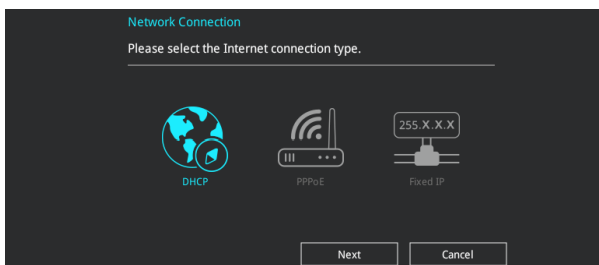 Network Connection
Please select the Internet connection type.
255.X.X.X
DHCP PPPoE Fixed IP
Next Cancel